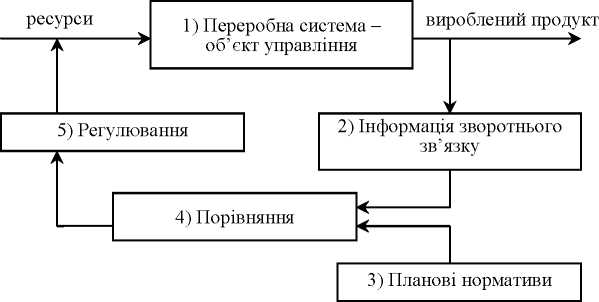 ресурси
1) Переробна система –
об’єкт управління
вироблений продукт
5) Регулювання
2) Інформація зворотнього
зв’язку
4) Порівняння
3) Планові нормативи